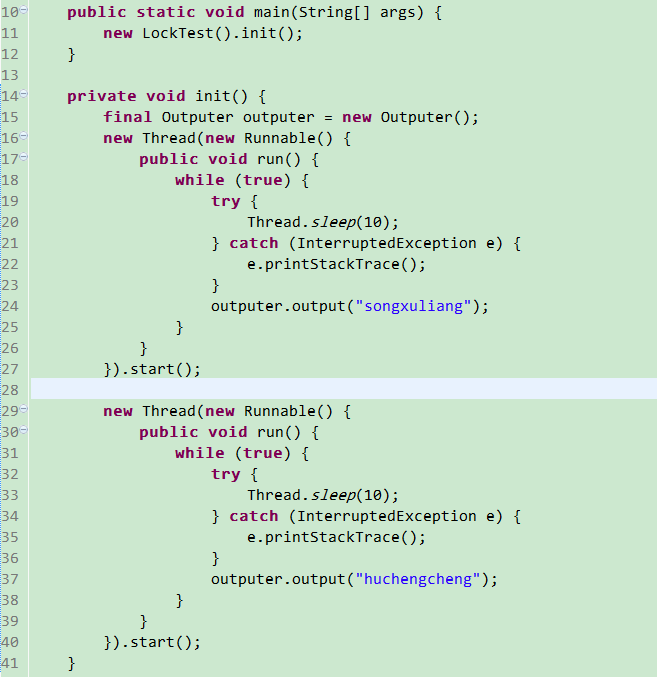 10 public static void main(String[] args) {
11 new LockTest().init();
12 }
13
14 private void init() {
15 final Outputer outputer = new Outputer();
16 new Thread(new Runnable() {
17 public void run() {
18 while (true) {
19 try {
20 Thread.sleep(10);
21 } catch (InterruptedException e) {
22 e.printStackTrace();
23 }
24 outputer.output("songxuliang");
25 }
26 }
27 }).start();
28
29 new Thread(new Runnable() {
30 public void run() {
31 while (true) {
32 try {
33 Thread.sleep(10);
34 } catch (InterruptedException e) {
35 e.printStackTrace();
36 }
37 outputer.output("huchengcheng");
38 }
39 }
40 }).start();
41 }